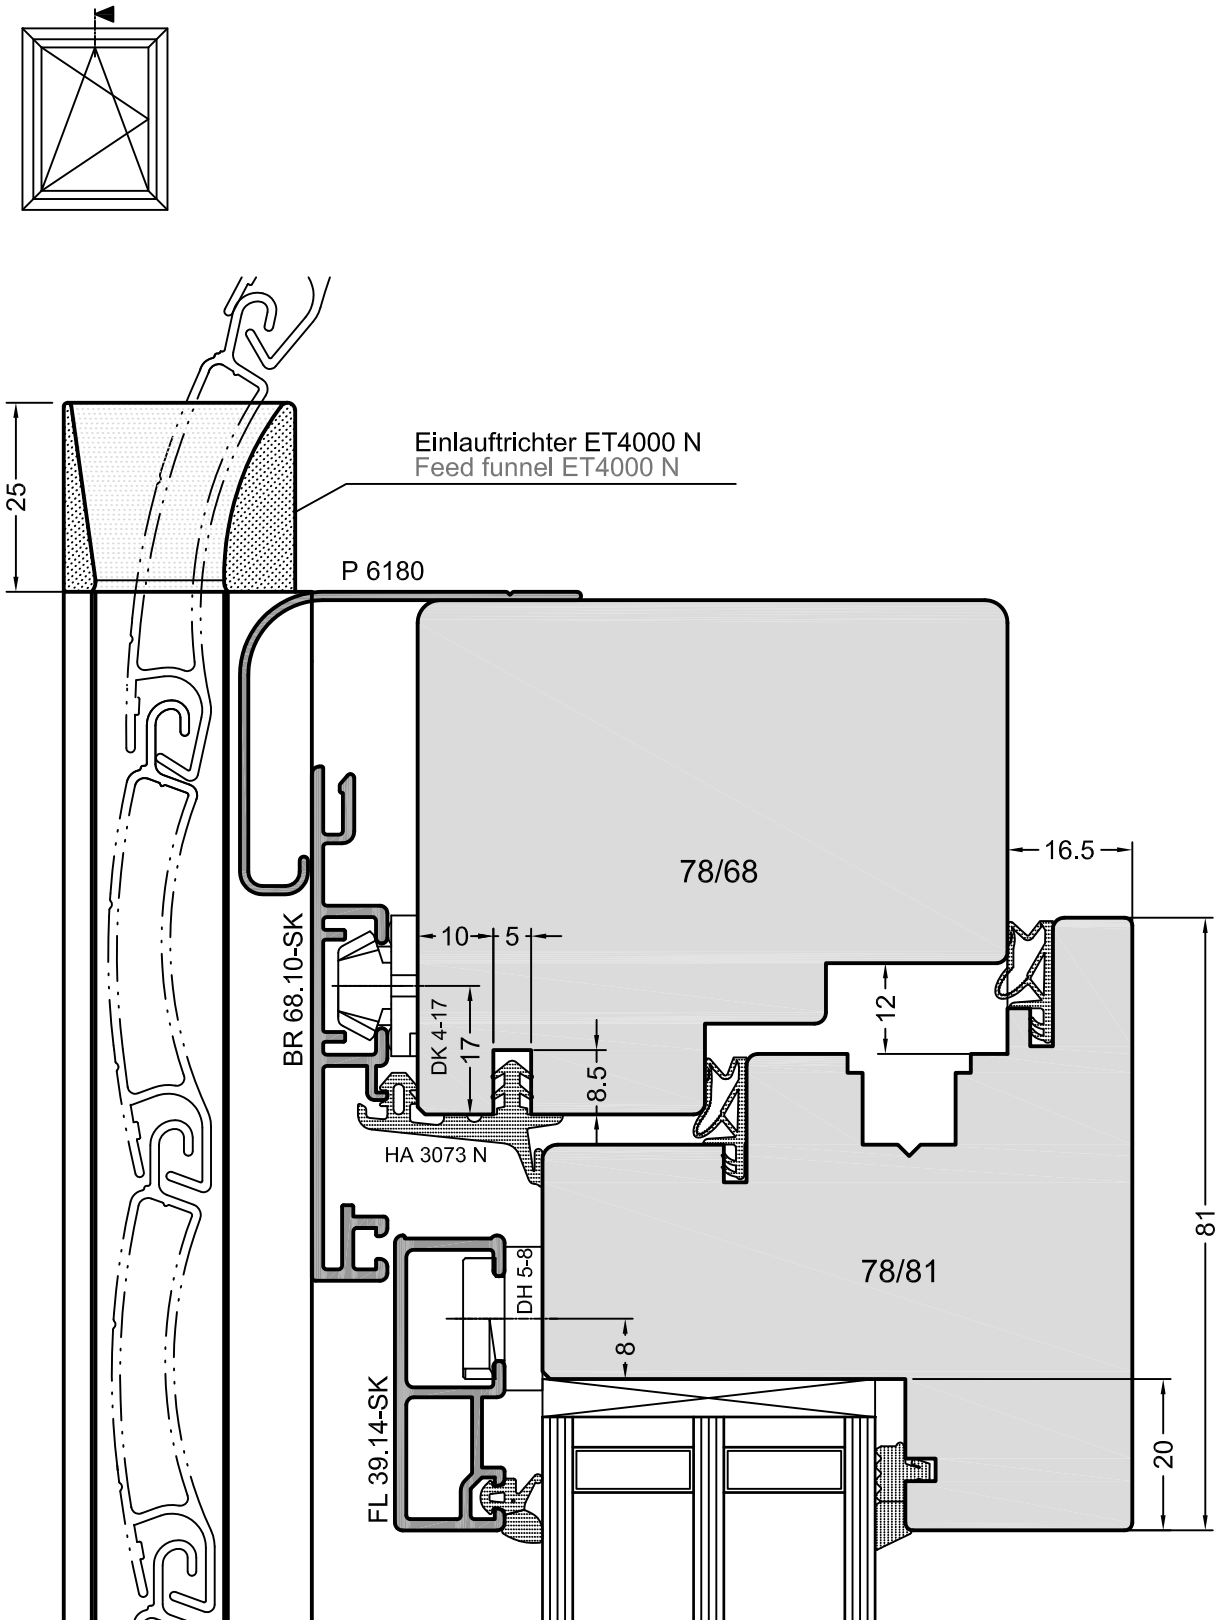 Einlauftrichter ET4000 N
Feed funnel ET4000 N
25
P 6180
78/68
16.5
BR 68.10-SK
10
5
DK 4-17
17
8.5
12
HA 3073 N
81
78/81
DH 5-8
8
FL 39.14-SK
20